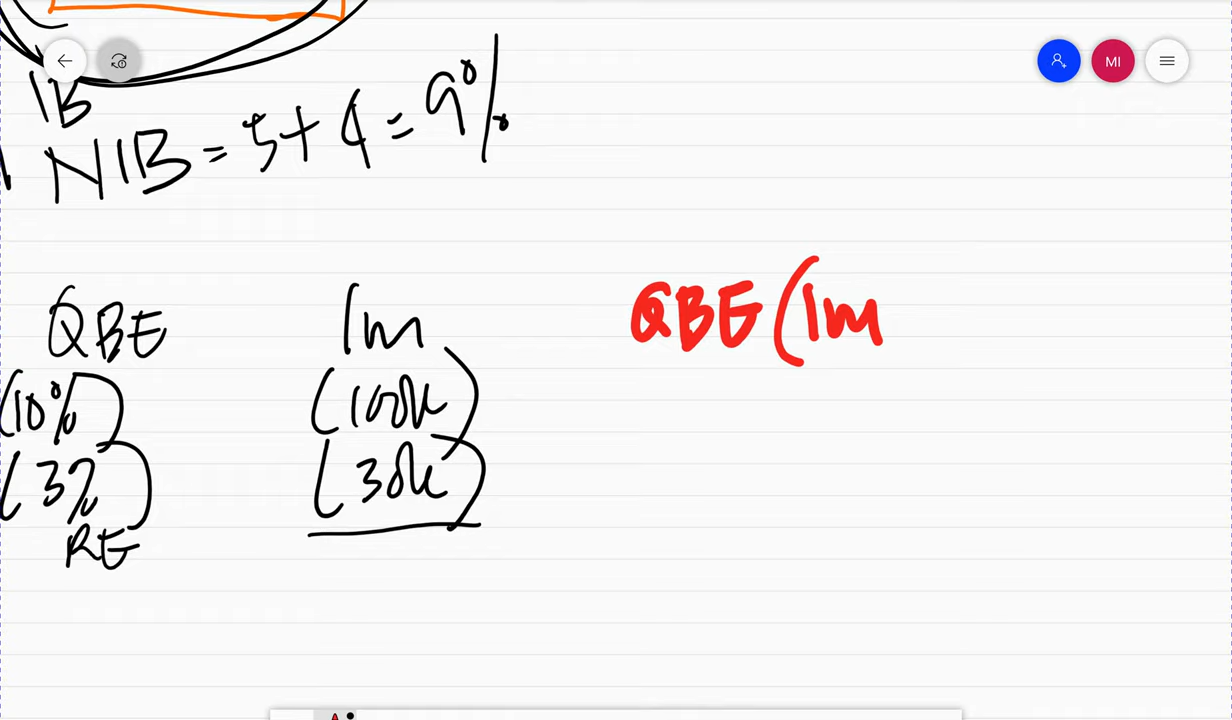 MI
IB
NIB = 5 + 4 = 9%
QBE 1m
(10%) (100k)
(3%) (30k)
RE
QBE (1m